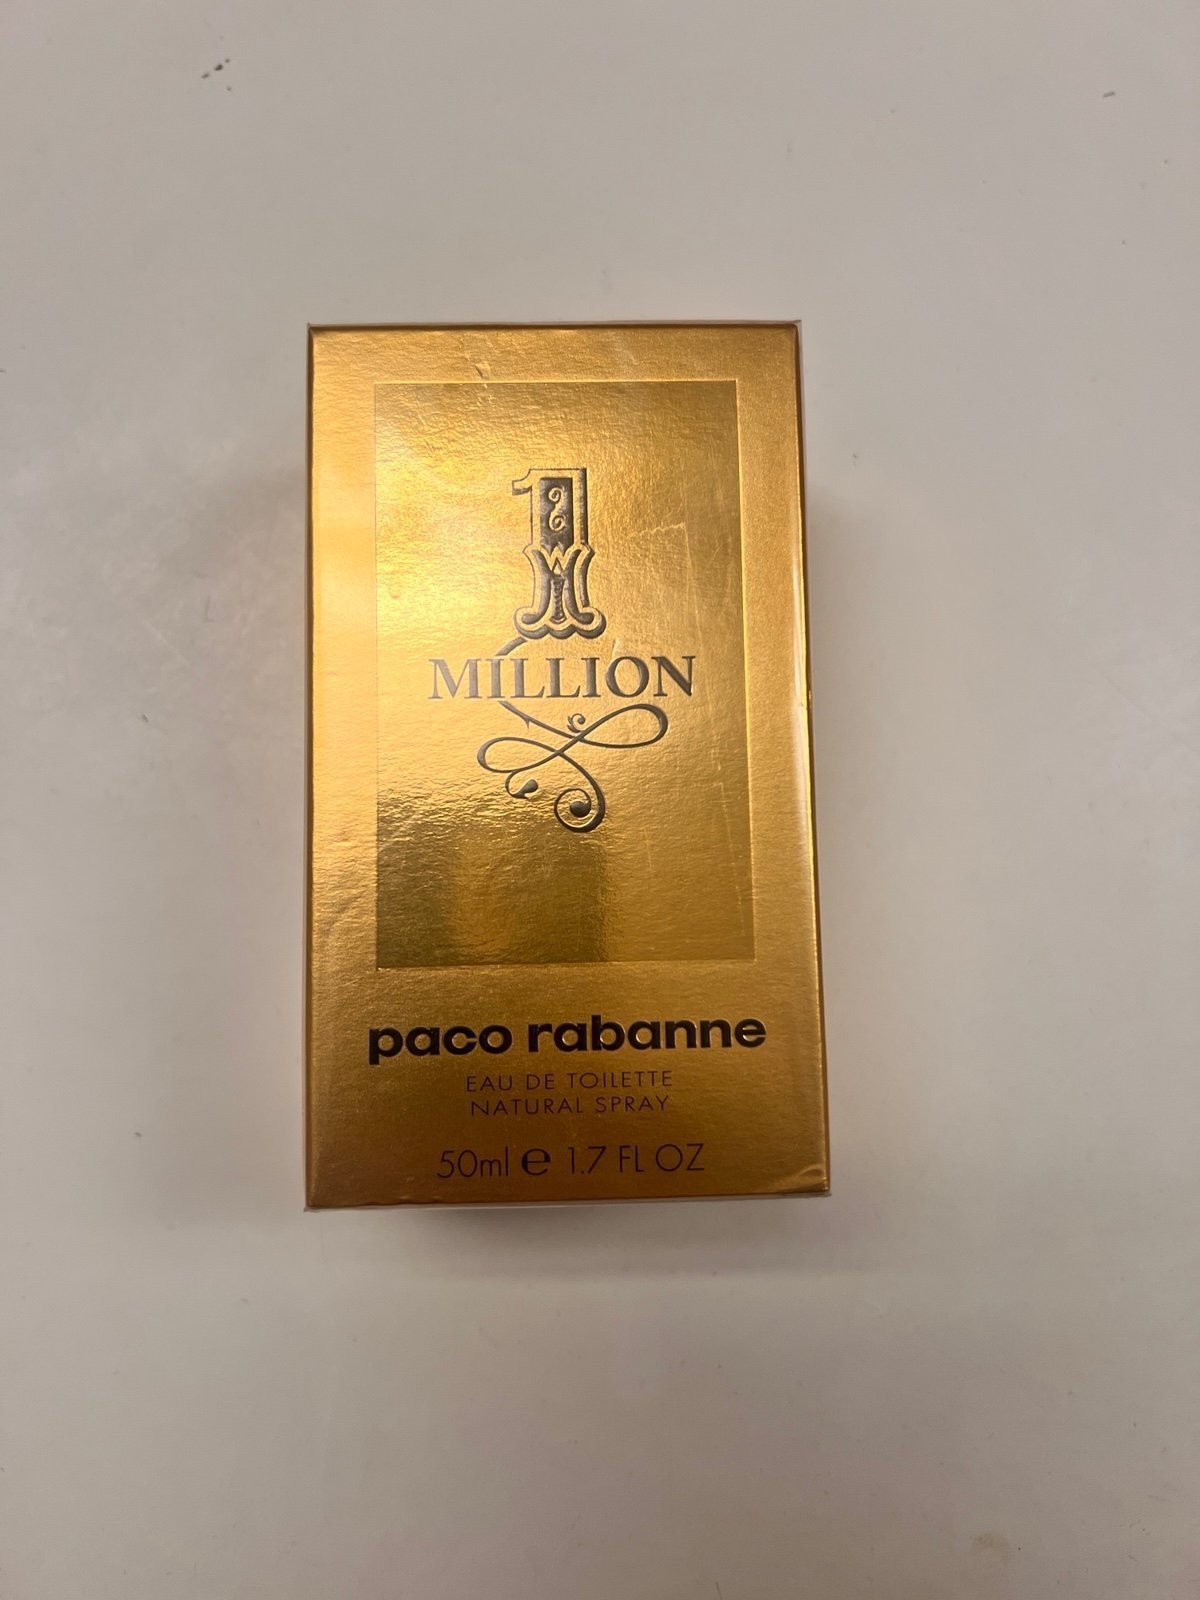 1
MILLION
paco rabanne
EAU DE TOILETTE
NATURAL SPRAY
50ml ℮ 1.7 FL OZ